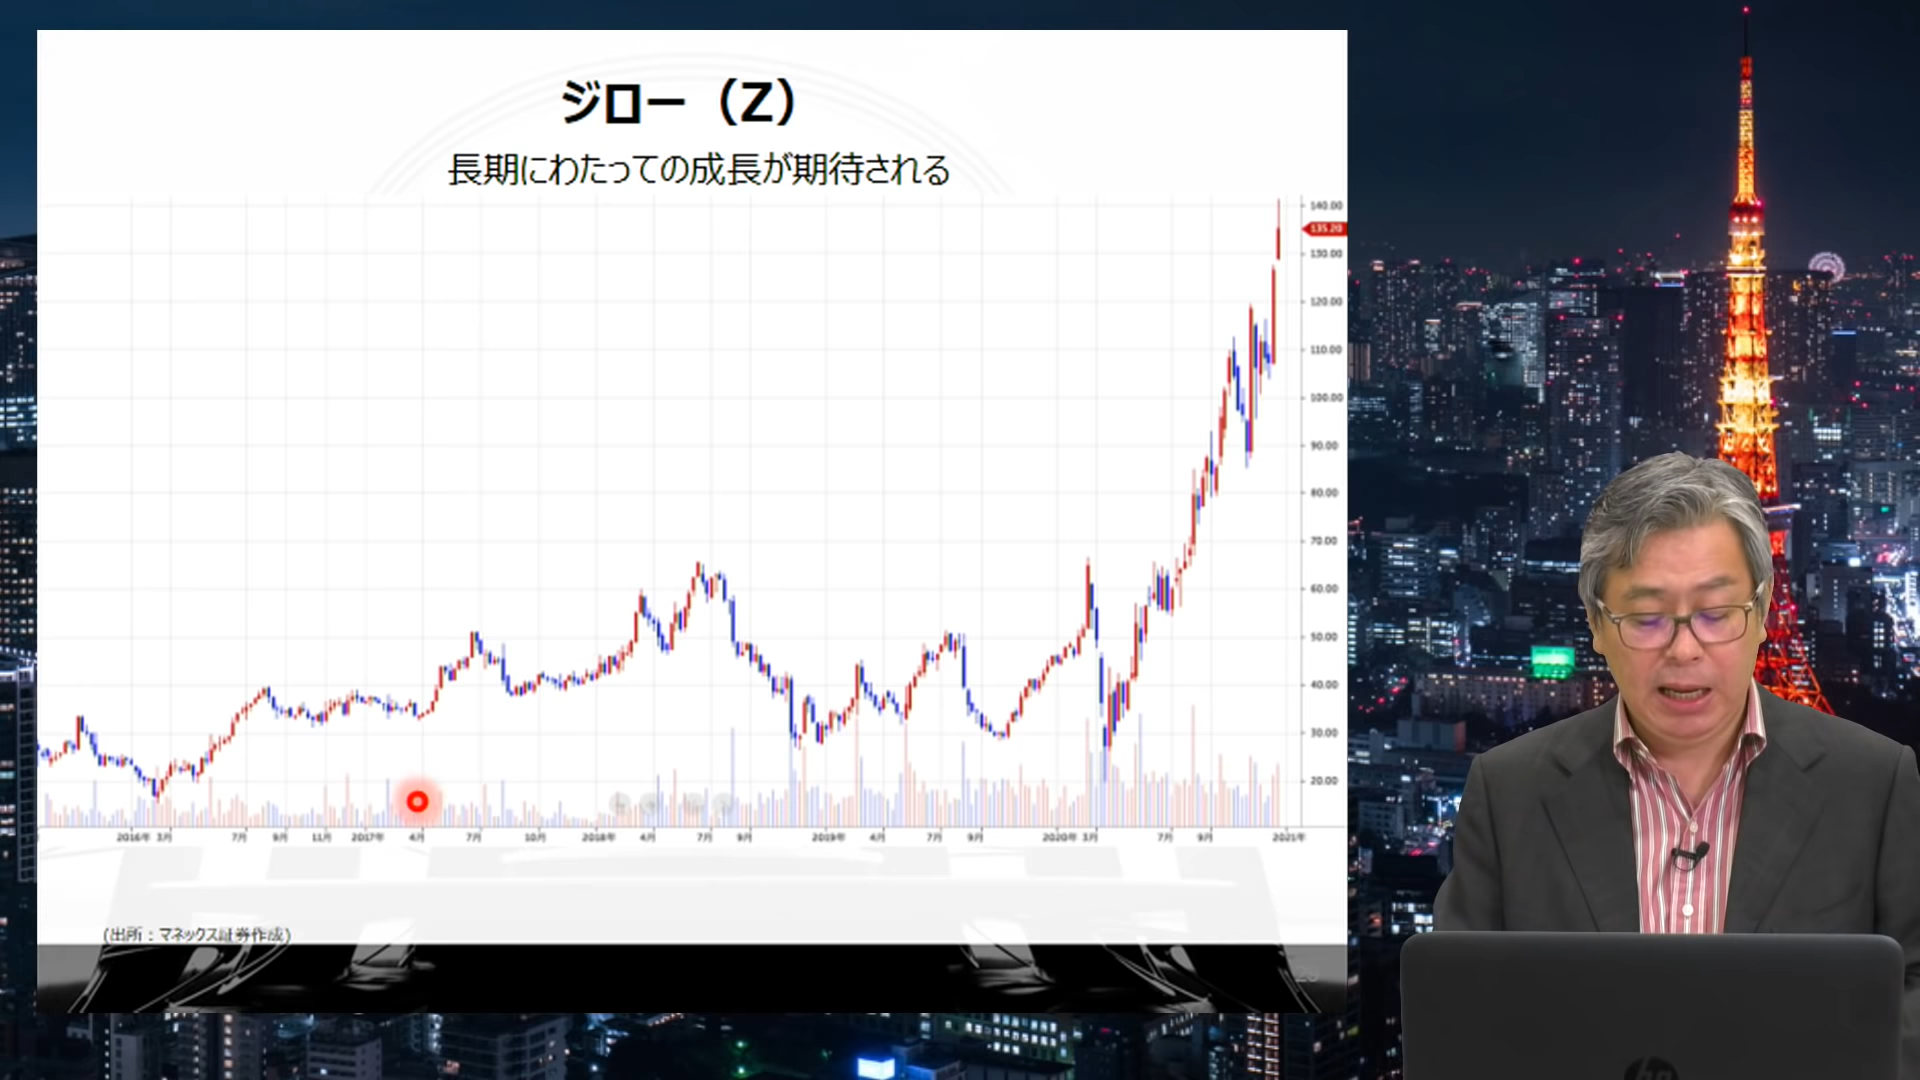 ジロー（Z）
長期にわたっての成長が期待される
140.00
135.20
130.00
120.00
110.00
100.00
90.00
80.00
70.00
60.00
50.00
40.00
30.00
20.00
2016年 3月 7月 9月 11月 2017年 4月 7月 10月 2018年 4月 7月 9月 2019年 4月 7月 9月 2020年 3月 7月 9月 2021年
(出所：マネックス証券作成)
hp